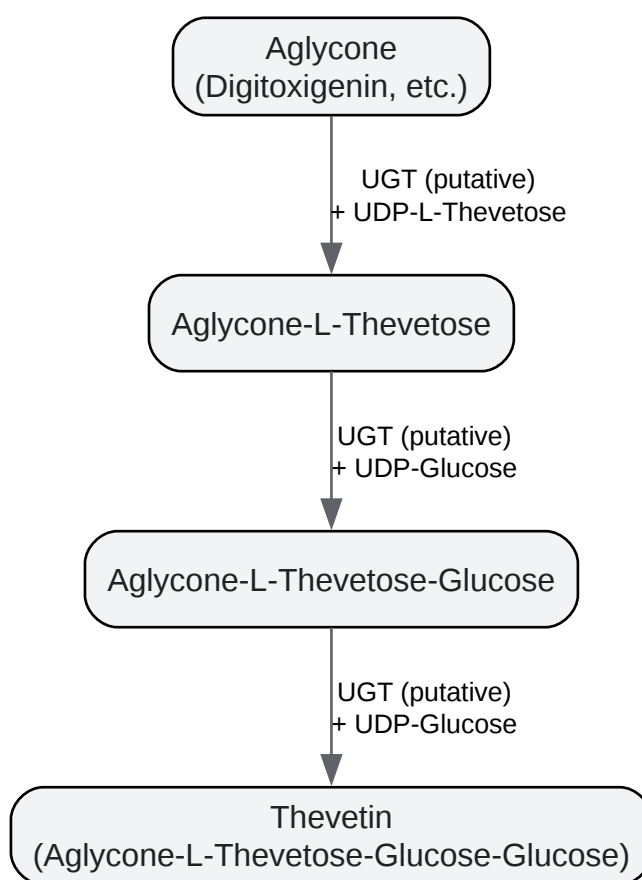 Aglycone
(Digitoxigenin, etc.)
UGT (putative)
+ UDP-L-Thevetose
Aglycone-L-Thevetose
UGT (putative)
+ UDP-Glucose
Aglycone-L-Thevetose-Glucose
UGT (putative)
+ UDP-Glucose
Thevetin
(Aglycone-L-Thevetose-Glucose-Glucose)